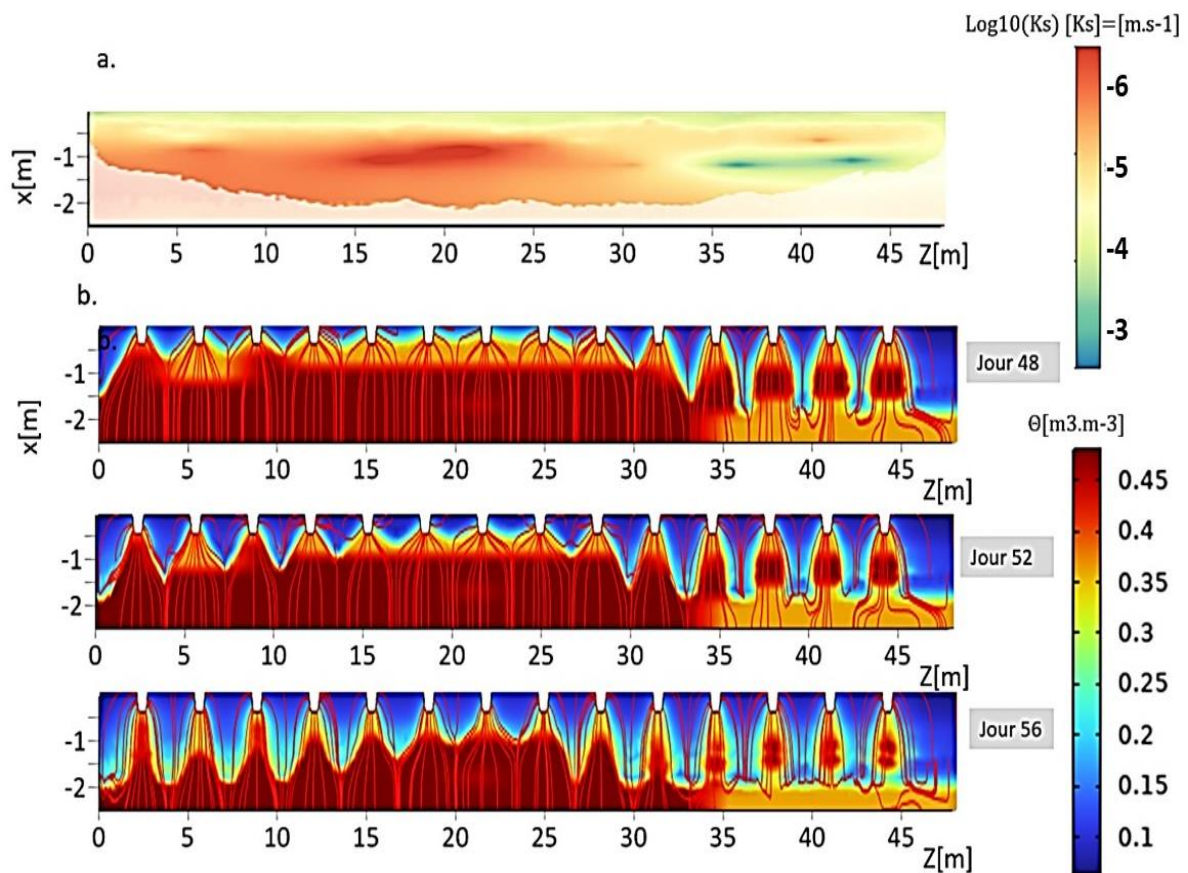 Log10(Ks) [Ks]=[m.s-1]
a.
x[m]
-1
-2
0 5 10 15 20 25 30 35 40 45 Z[m]
-6
-5
-4
-3
b.
x[m]
-1
-2
0 5 10 15 20 25 30 35 40 45
Z[m]
Jour 48
-1
-2
0 5 10 15 20 25 30 35 40 45
Z[m]
Jour 52
-1
-2
0 5 10 15 20 25 30 35 40 45
Z[m]
Jour 56
Θ[m3.m-3]
0.45
0.4
0.35
0.3
0.25
0.2
0.15
0.1